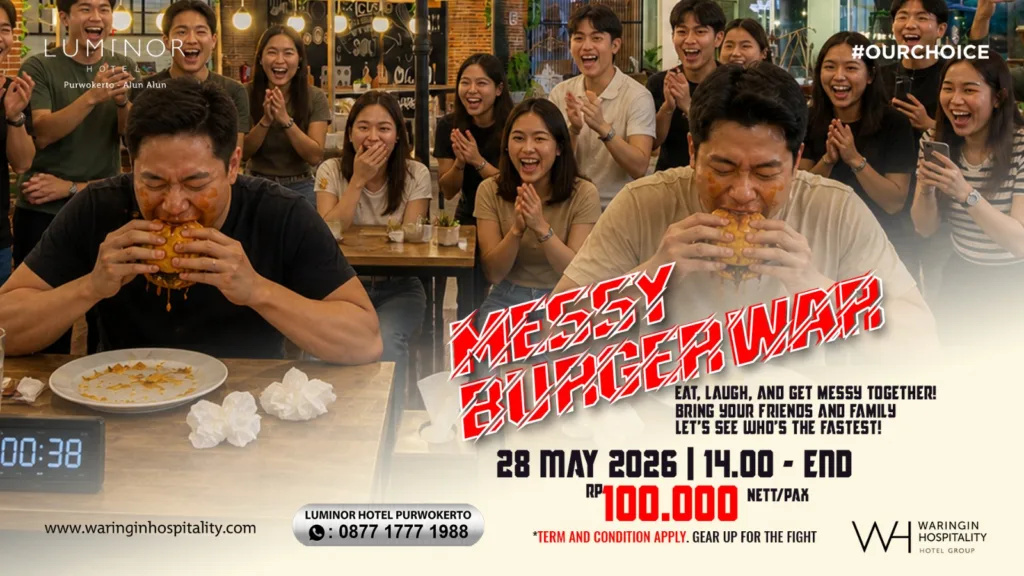 LUMINOR
HOTEL
Purwokerto - Alun Alun
#OURCHOICE
MESSY
BURGER WAR
EAT, LAUGH, AND GET MESSY TOGETHER!
BRING YOUR FRIENDS AND FAMILY
LET'S SEE WHO'S THE FASTEST!
28 MAY 2026 | 14.00 - END
RP100.000 NETT/PAX
*TERM AND CONDITION APPLY. GEAR UP FOR THE FIGHT
00:38
www.waringinhospitality.com
LUMINOR HOTEL PURWOKERTO
: 0877 1777 1988
WH
WARINGIN
HOSPITALITY
HOTEL GROUP